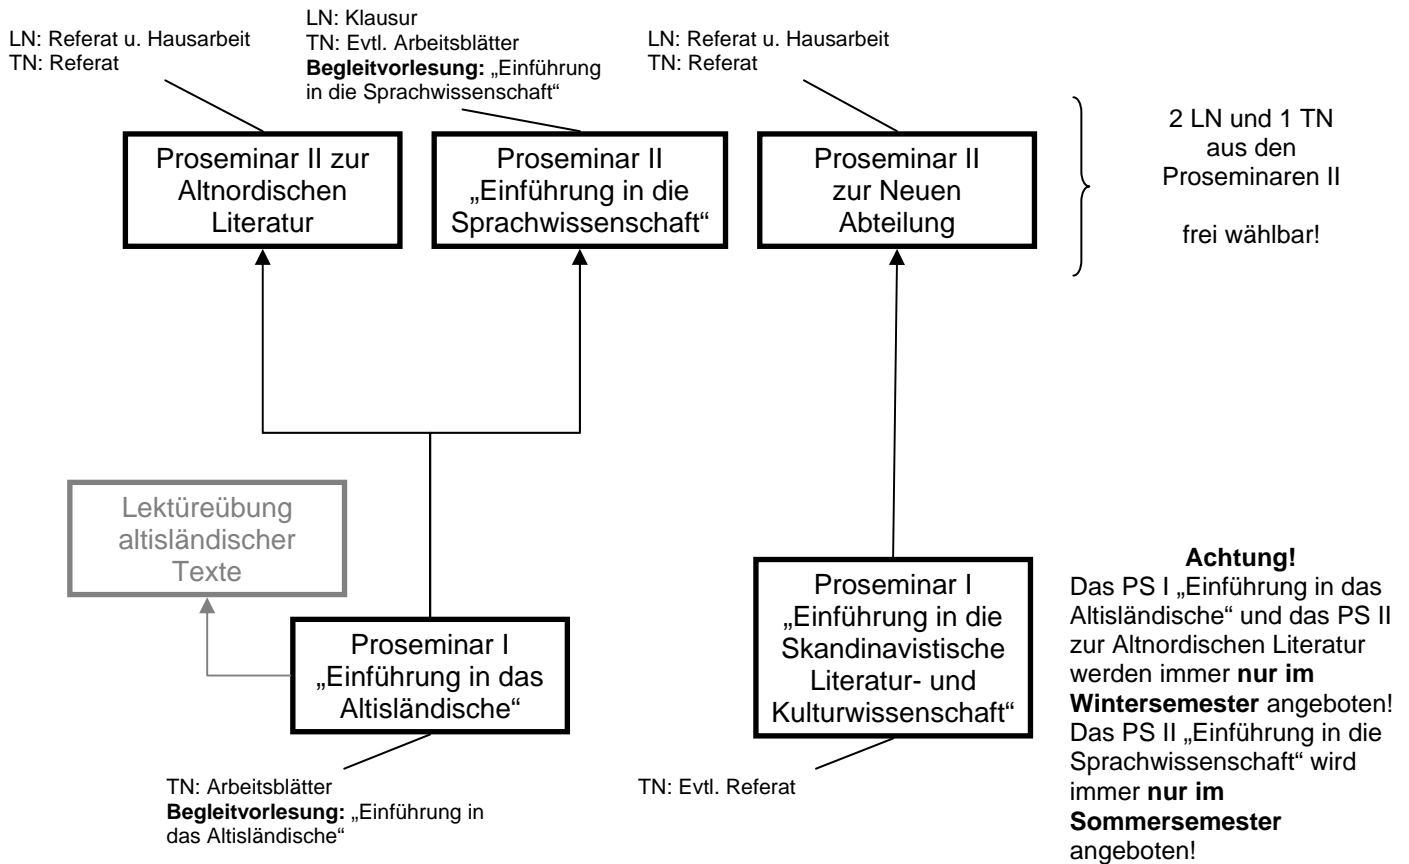 LN: Referat u. Hausarbeit
TN: Referat
LN: Klausur
TN: Evtl. Arbeitsblätter
Begleitvorlesung: „Einführung
in die Sprachwissenschaft“
LN: Referat u. Hausarbeit
TN: Referat
Proseminar II zur
Altnordischen
Literatur
Proseminar II
„Einführung in die
Sprachwissenschaft“
Proseminar II
zur Neuen
Abteilung
2 LN und 1 TN
aus den
Proseminaren II
frei wählbar!
Lektüreübung
altisländischer
Texte
Proseminar I
„Einführung in das
Altisländische“
TN: Arbeitsblätter
Begleitvorlesung: „Einführung in
das Altisländische“
Proseminar I
„Einführung in die
Skandinavistische
Literatur- und
Kulturwissenschaft“
TN: Evtl. Referat
Achtung!
Das PS I „Einführung in das
Altisländische“ und das PS II
zur Altnordischen Literatur
werden immer nur im
Wintersemester angeboten!
Das PS II „Einführung in die
Sprachwissenschaft“ wird
immer nur im
Sommersemester
angeboten!